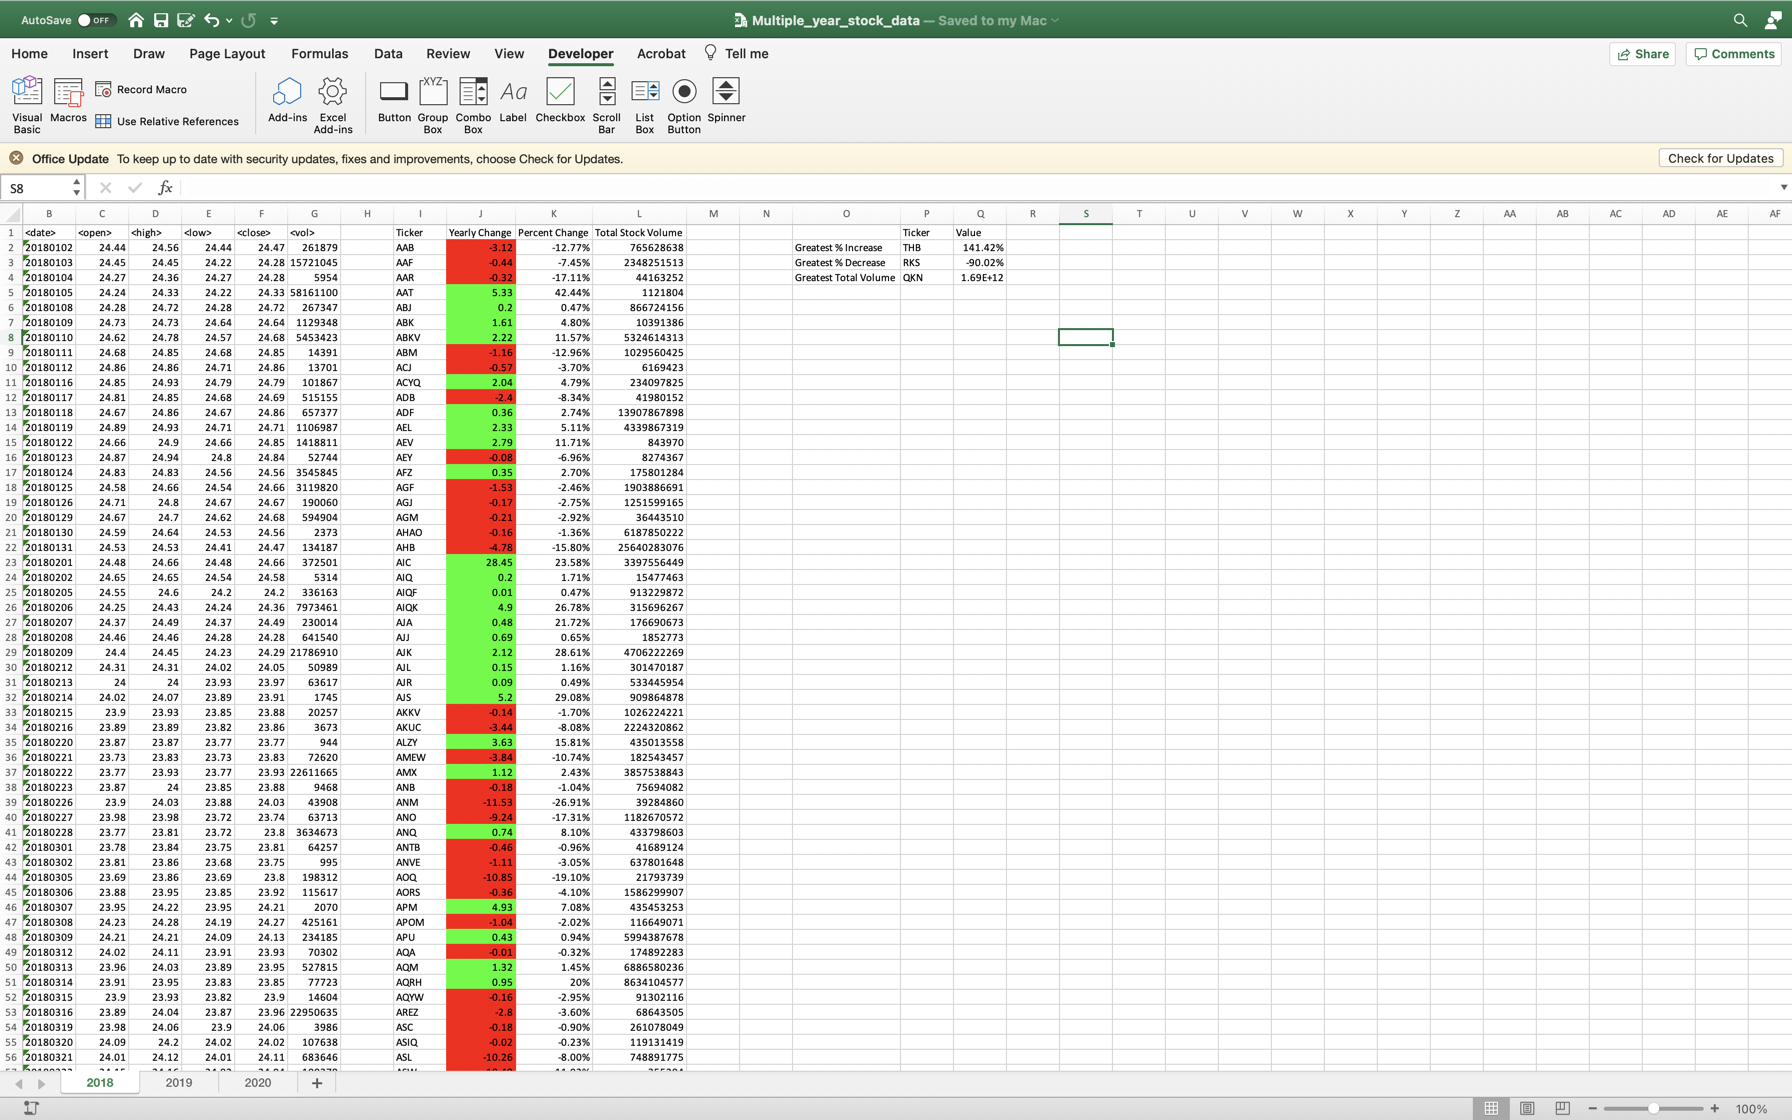 AutoSave OFF Multiple_year_stock_data — Saved to my Mac
Home Insert Draw Page Layout Formulas Data Review View Developer Acrobat Tell me Share Comments
Visual Basic Macros Record Macro Use Relative References Add-ins Excel Add-ins Button XYZ Group Box Combo Box Aa Label Checkbox Scroll Bar List Box Option Button Spinner
Office Update To keep up to date with security updates, fixes and improvements, choose Check for Updates. Check for Updates
S8 fx
B C D E F G H I J K L M N O P Q R S T U V W X Y Z AA AB AC AD AE AF
1 <date> <open> <high> <low> <close> <vol> Ticker Yearly Change Percent Change Total Stock Volume Ticker Value
2 20180102 24.44 24.56 24.44 24.47 261879 AAB -3.12 -12.77% 765628638 Greatest % Increase THB 141.42%
3 20180103 24.45 24.45 24.22 24.28 15721045 AAF -0.44 -7.45% 2348251513 Greatest % Decrease RKS -90.02%
4 20180104 24.27 24.36 24.27 24.28 5954 AAR -0.32 -17.11% 44163252 Greatest Total Volume QKN 1.69E+12
5 20180105 24.24 24.33 24.22 24.33 58161100 AAT 5.33 42.44% 1121804
6 20180108 24.28 24.72 24.28 24.72 267347 ABJ 0.2 0.47% 866724156
7 20180109 24.73 24.73 24.64 24.64 1129348 ABK 1.61 4.80% 10391386
8 20180110 24.62 24.78 24.57 24.68 5453423 ABKV 2.22 11.57% 5324614313
9 20180111 24.68 24.85 24.68 24.85 14391 ABM -1.16 -12.96% 1029560425
10 20180112 24.86 24.86 24.71 24.86 13701 ACJ -0.57 -3.70% 6169423
11 20180116 24.85 24.93 24.79 24.79 101867 ACYQ 2.04 4.79% 234097825
12 20180117 24.81 24.85 24.68 24.69 515155 ADB -2.4 -8.34% 41980152
13 20180118 24.67 24.86 24.67 24.86 657377 ADF 0.36 2.74% 13907867898
14 20180119 24.89 24.93 24.71 24.71 1106987 AEL 2.33 5.11% 4339867319
15 20180122 24.66 24.9 24.66 24.85 1418811 AEV 2.79 11.71% 843970
16 20180123 24.87 24.94 24.8 24.84 52744 AEY -0.08 -6.96% 8274367
17 20180124 24.83 24.83 24.56 24.56 3545845 AFZ 0.35 2.70% 175801284
18 20180125 24.58 24.66 24.54 24.66 3119820 AGF -1.53 -2.46% 1903886691
19 20180126 24.71 24.8 24.67 24.67 190060 AGJ -0.17 -2.75% 1251599165
20 20180129 24.67 24.7 24.62 24.68 594904 AGM -0.21 -2.92% 36443510
21 20180130 24.59 24.64 24.53 24.56 2373 AHAO -0.16 -1.36% 6187850222
22 20180131 24.53 24.53 24.41 24.47 134187 AHB -4.78 -15.80% 25640283076
23 20180201 24.48 24.66 24.48 24.66 372501 AIC 28.45 23.58% 3397556449
24 20180202 24.65 24.65 24.54 24.58 5314 AIQ 0.2 1.71% 15477463
25 20180205 24.55 24.6 24.2 24.2 336163 AIQF 0.01 0.47% 913229872
26 20180206 24.25 24.43 24.24 24.36 7973461 AIQK 4.9 26.78% 315696267
27 20180207 24.37 24.49 24.37 24.49 230014 AJA 0.48 21.72% 176690673
28 20180208 24.46 24.46 24.28 24.28 641540 AJJ 0.69 0.65% 1852773
29 20180209 24.4 24.45 24.23 24.29 21786910 AJK 2.12 28.61% 4706222269
30 20180212 24.31 24.31 24.02 24.05 50989 AJL 0.15 1.16% 301470187
31 20180213 24 24 23.93 23.97 63617 AJR 0.09 0.49% 533445954
32 20180214 24.02 24.07 23.89 23.91 1745 AJS 5.2 29.08% 909864878
33 20180215 23.9 23.93 23.85 23.88 20257 AKKV -0.14 -1.70% 1026224221
34 20180216 23.89 23.89 23.82 23.86 3673 AKUC -3.44 -8.08% 2224320862
35 20180220 23.87 23.87 23.77 23.77 944 ALZY 3.63 15.81% 435013558
36 20180221 23.73 23.83 23.73 23.83 72620 AMEW -3.84 -10.74% 182543457
37 20180222 23.77 23.93 23.77 23.93 22611665 AMX 1.12 2.43% 3857538843
38 20180223 23.87 24 23.85 23.88 9468 ANB -0.18 -1.04% 75694082
39 20180226 23.9 24.03 23.88 24.03 43908 ANM -11.53 -26.91% 39284860
40 20180227 23.98 23.98 23.72 23.74 63713 ANO -9.24 -17.31% 1182670572
41 20180228 23.77 23.81 23.72 23.8 3634673 ANQ 0.74 8.10% 433798603
42 20180301 23.78 23.84 23.75 23.81 64257 ANTB -0.46 -0.96% 41689124
43 20180302 23.81 23.86 23.68 23.75 995 ANVE -1.11 -3.05% 637801648
44 20180305 23.69 23.86 23.69 23.8 198312 AOQ -10.85 -19.10% 21793739
45 20180306 23.88 23.95 23.85 23.92 115617 AORS -0.36 -4.10% 1586299907
46 20180307 23.95 24.22 23.95 24.21 2070 APM 4.93 7.08% 435453253
47 20180308 24.23 24.28 24.19 24.27 425161 APOM -1.04 -2.02% 116649071
48 20180309 24.21 24.21 24.09 24.13 234185 APU 0.43 0.94% 5994387678
49 20180312 24.02 24.11 23.91 23.93 70302 AQA -0.01 -0.32% 174892283
50 20180313 23.96 24.03 23.89 23.95 527815 AQM 1.32 1.45% 6886580236
51 20180314 23.91 23.95 23.83 23.85 77723 AQRH 0.95 20% 8634104577
52 20180315 23.9 23.93 23.82 23.9 14604 AQYW -0.16 -2.95% 91302116
53 20180316 23.89 24.04 23.87 23.96 22950635 AREZ -2.8 -3.60% 68643505
54 20180319 23.98 24.06 23.9 24.06 3986 ASC -0.18 -0.90% 261078049
55 20180320 24.09 24.2 24.02 24.02 107638 ASIQ -0.02 -0.23% 119131419
56 20180321 24.01 24.12 24.01 24.11 683646 ASL -10.26 -8.00% 748891775
2018 2019 2020 +
100%